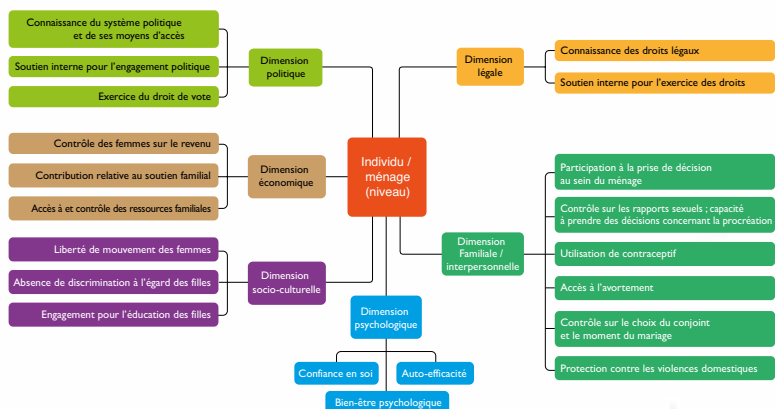 Connaissance du système politique
et de ses moyens d'accès
Soutien interne pour l'engagement politique
Exercice du droit de vote
Dimension
politique
Contrôle des femmes sur le revenu
Contribution relative au soutien familial
Accès à et contrôle des ressources familiales
Dimension
économique
Liberté de mouvement des femmes
Absence de discrimination à l'égard des filles
Engagement pour l'éducation des filles
Dimension
socio-culturelle
Individu /
ménage
(niveau)
Dimension
psychologique
Confiance en soi
Auto-efficacité
Bien-être psychologique
Dimension
légale
Connaissance des droits légaux
Soutien interne pour l'exercice des droits
Dimension
Familiale /
interpersonnelle
Participation à la prise de décision
au sein du ménage
Contrôle sur les rapports sexuels ; capacité
à prendre des décisions concernant la procréation
Utilisation de contraceptif
Accès à l'avortement
Contrôle sur le choix du conjoint
et le moment du mariage
Protection contre les violences domestiques